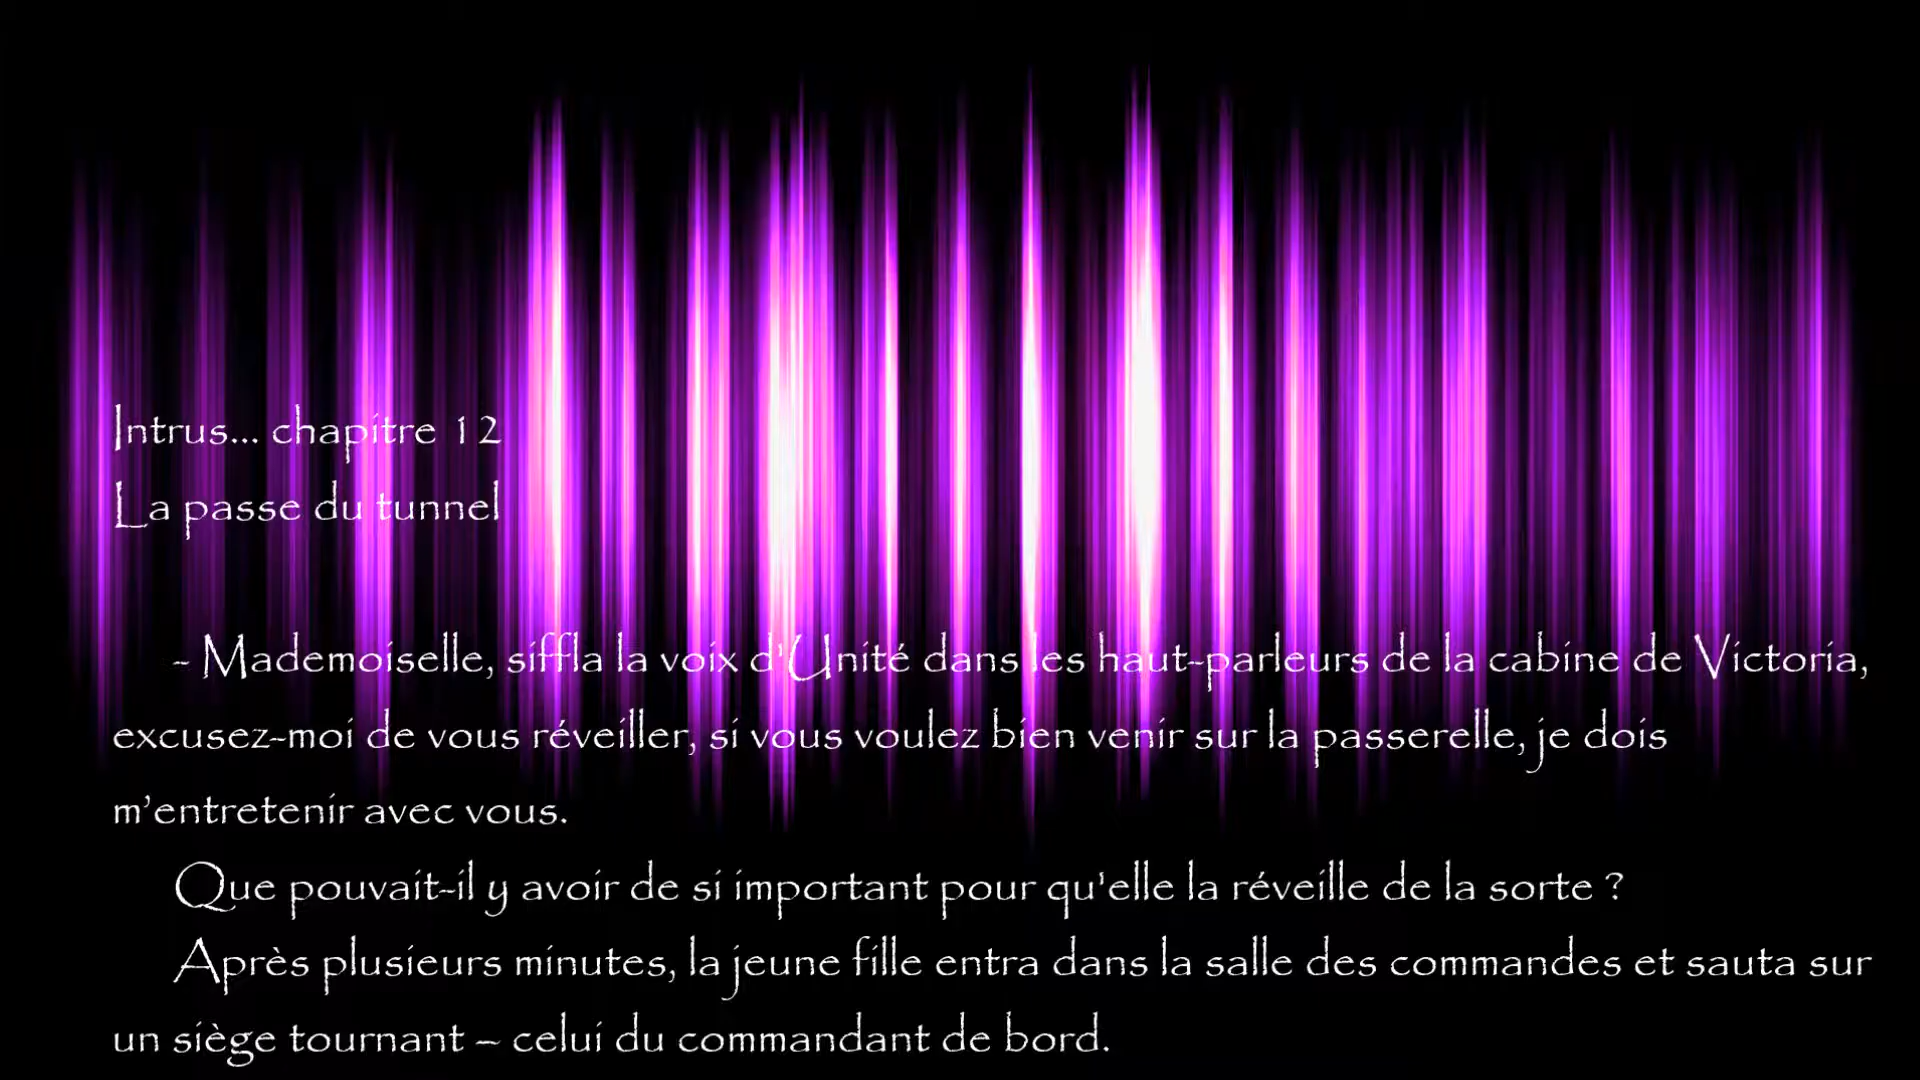 Intrus... chapitre 12
La passe du tunnel
- Mademoiselle, siffla la voix d'Unité dans les haut-parleurs de la cabine de Victoria,
excusez-moi de vous réveiller, si vous voulez bien venir sur la passerelle, je dois
m'entretenir avec vous.
Que pouvait-il y avoir de si important pour qu'elle la réveille de la sorte ?
Après plusieurs minutes, la jeune fille entra dans la salle des commandes et sauta sur
un siège tournant – celui du commandant de bord.